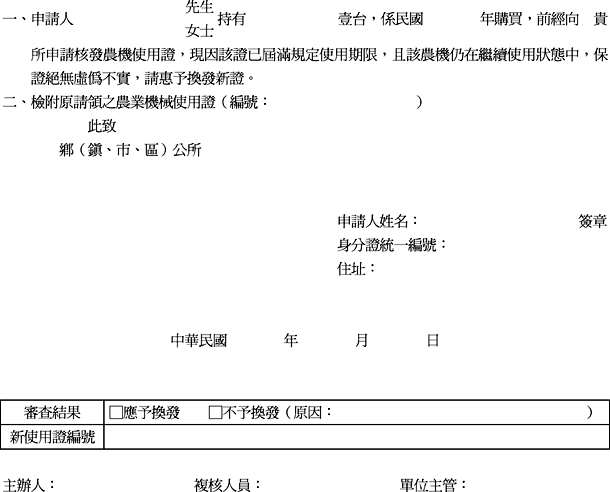 一、申請人 先生 女士 持有 壹台，係民國 年購買，前經向 貴
所申請核發農機使用證，現因該證已屆滿規定使用期限，且該農機仍在繼續使用狀態中，保
證絕無虛偽不實，請惠予換發新證。
二、檢附原請領之農業機械使用證（編號： ）
此致
鄉（鎮、市、區）公所
申請人姓名： 簽章
身分證統一編號：
住址：
中華民國 年 月 日
審查結果 □應予換發 □不予換發（原因： ）
新使用證編號
主辦人： 複核人員： 單位主管：